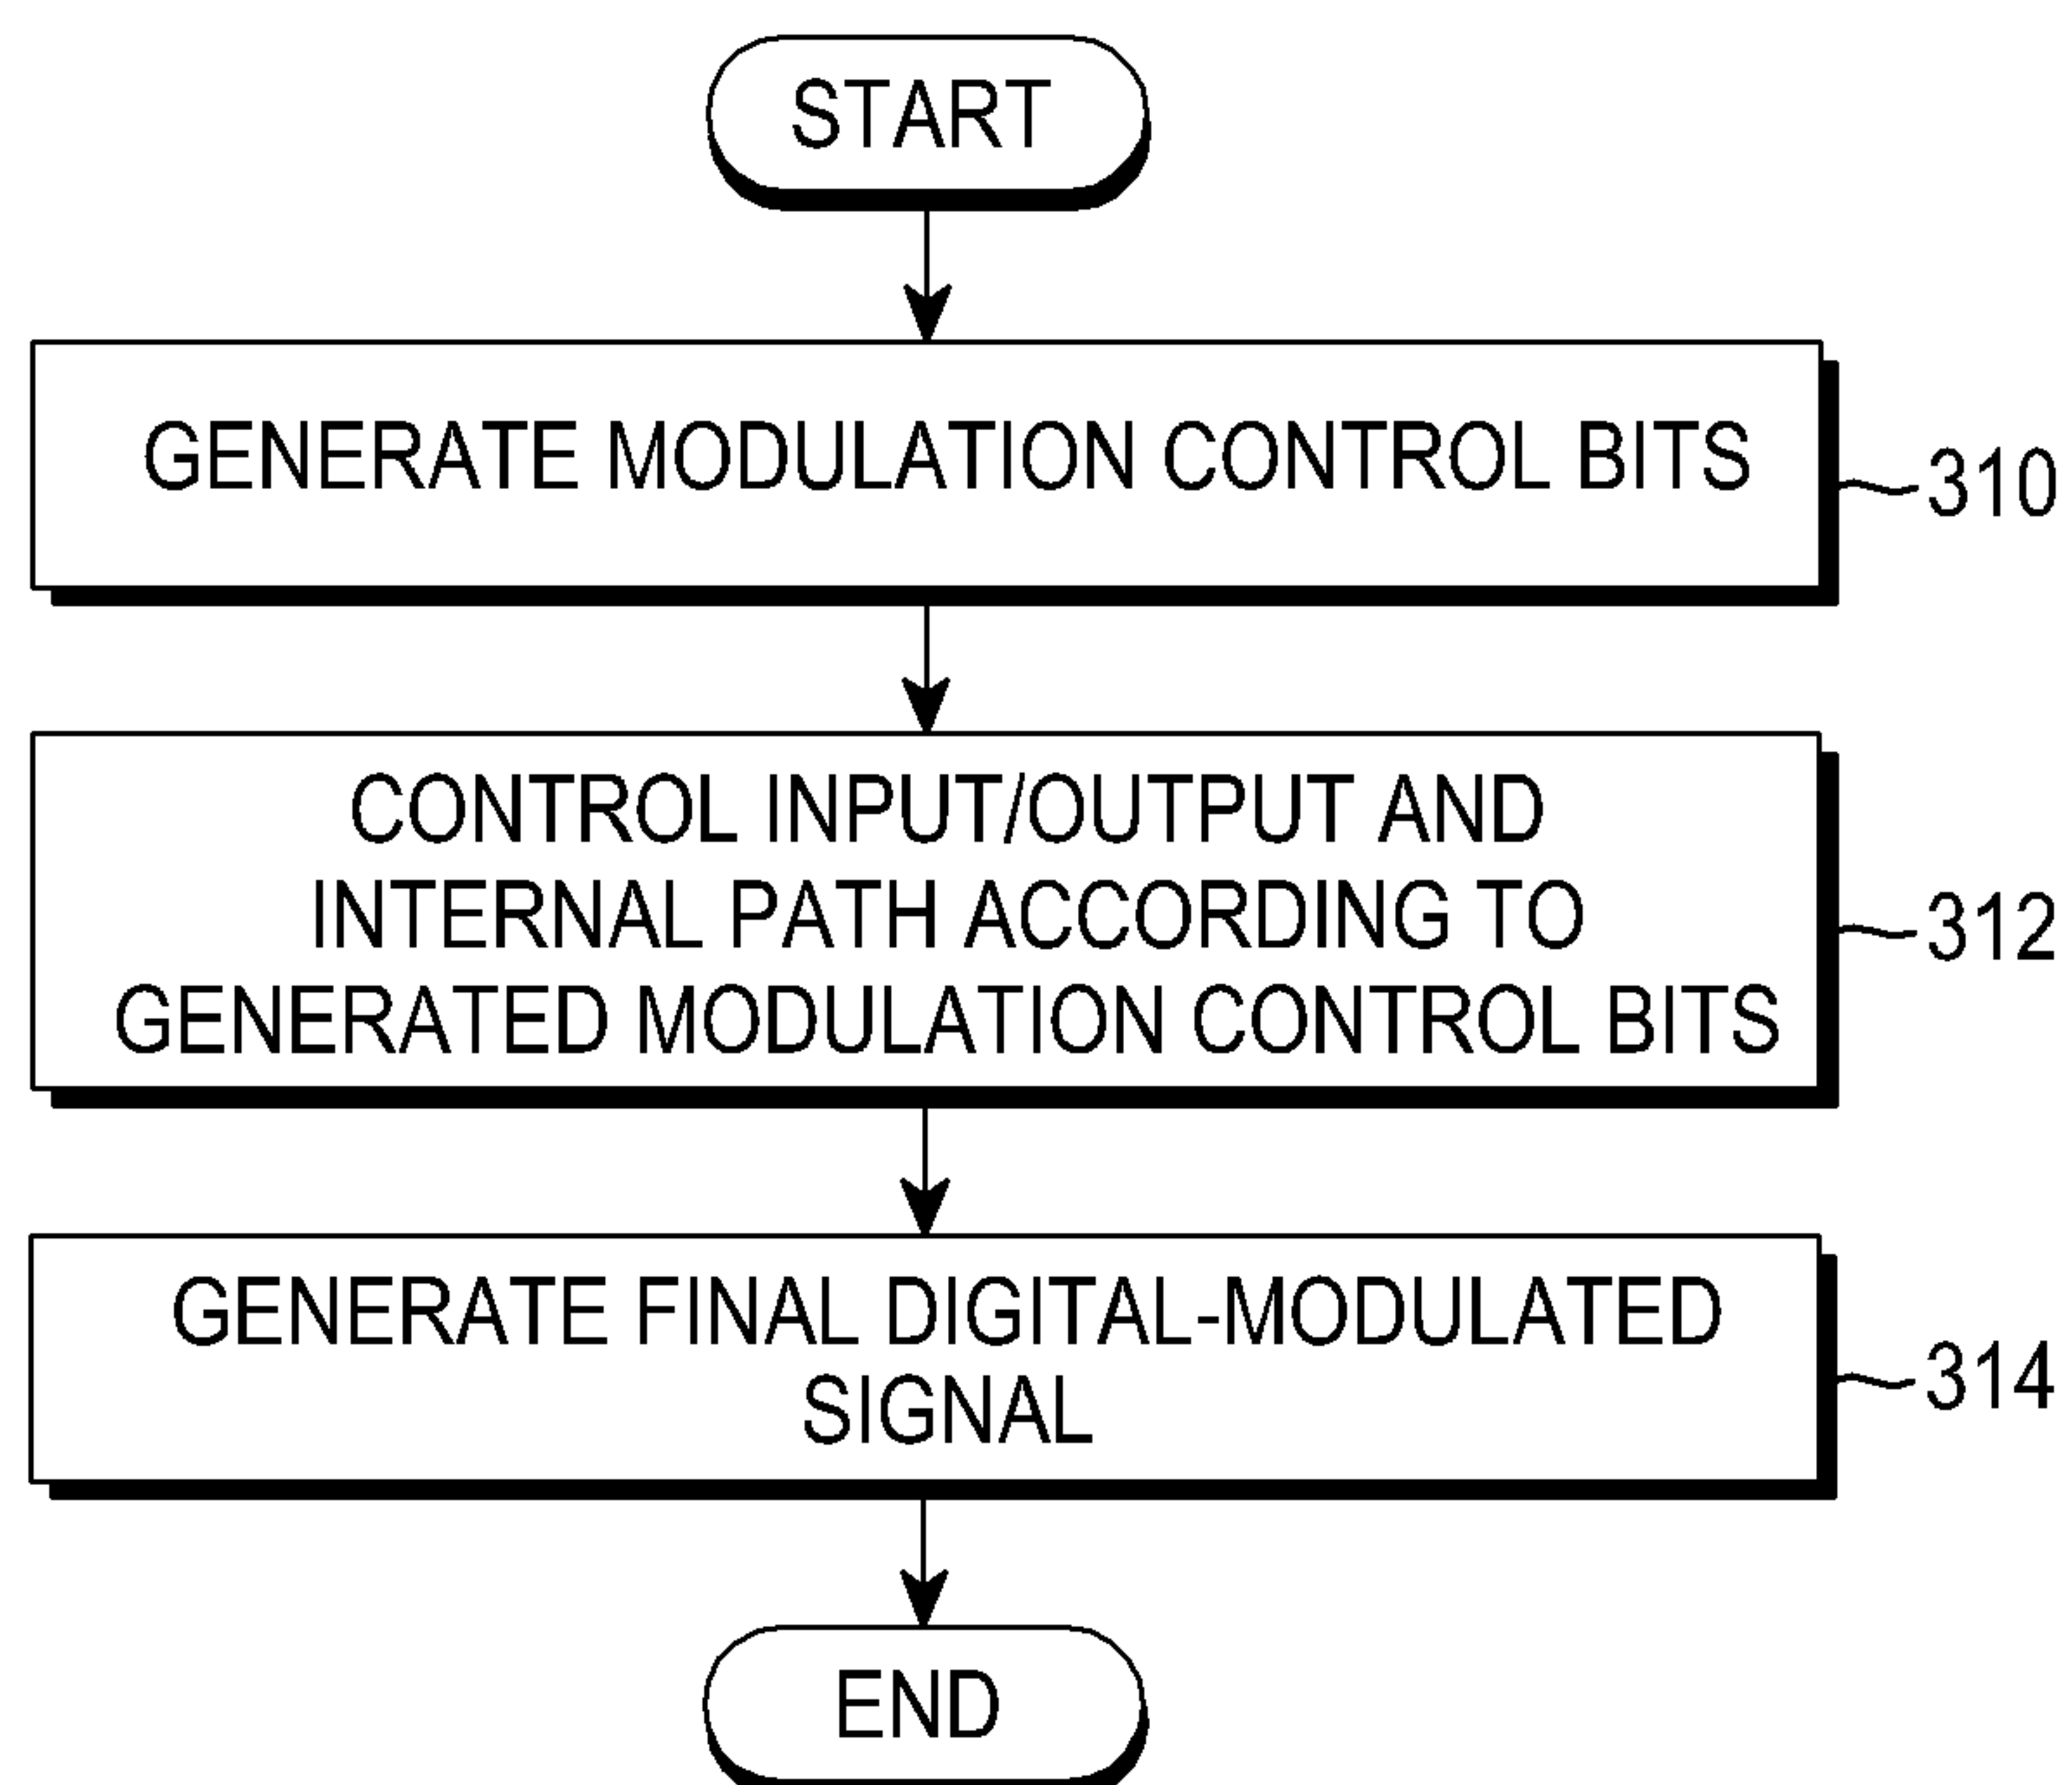 START
GENERATE MODULATION CONTROL BITS
310
CONTROL INPUT/OUTPUT AND
INTERNAL PATH ACCORDING TO
GENERATED MODULATION CONTROL BITS
312
GENERATE FINAL DIGITAL-MODULATED
SIGNAL
314
END